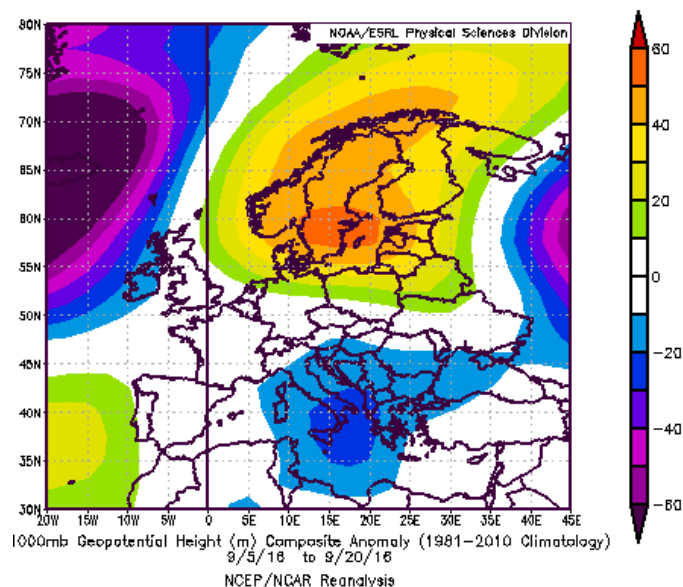 NOAA/ESRL Physical Sciences Division
80N
75N
70N
65N
60N
55N
50N
45N
40N
35N
30N
20W 15W 10W 5W 0 5E 10E 15E 20E 25E 30E 35E 40E 45E
60
40
20
0
−20
−40
−60
1000mb Geopotential Height (m) Composite Anomaly (1981−2010 Climatology)
9/5/16 to 9/20/16
NCEP/NCAR Reanalysis